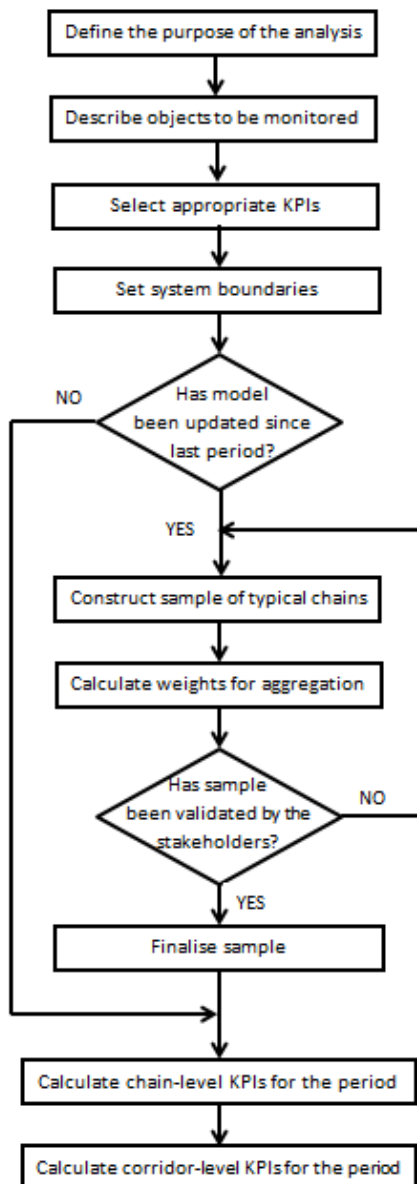 Define the purpose of the analysis
Describe objects to be monitored
Select appropriate KPIs
Set system boundaries
Has model
been updated since
last period?
NO
YES
Construct sample of typical chains
Calculate weights for aggregation
Has sample
been validated by the
stakeholders?
NO
YES
Finalise sample
Calculate chain-level KPIs for the period
Calculate corridor-level KPIs for the period